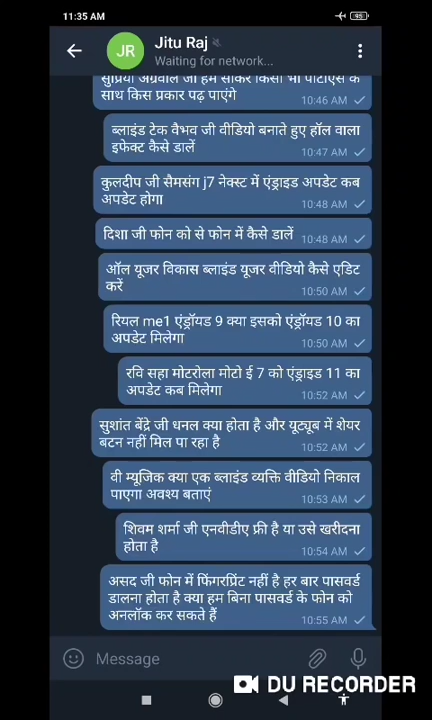 11:35 AM
95
JR
Jitu Raj
Waiting for network...
सुप्रिया अग्रवाल जी हम सीकर किसी भी
साथ किस प्रकार पढ़ पाएंगे
10:46 AM
ब्लाइंड टेक वैभव जी वीडियो बनाते हुए हॉल वाला
इफेक्ट कैसे डालें
10:47 AM
कुलदीप जी सैमसंग j7 नेक्स्ट में एंड्राइड अपडेट कब
अपडेट होगा
10:48 AM
दिशा जी फोन को से फोन में कैसे डालें 10:48 AM
ऑल यूजर विकास ब्लाइंड यूजर वीडियो कैसे एडिट
करें
10:50 AM
रियल me1 एंड्रॉयड 9 क्या इसको एंड्रॉयड 10 का
अपडेट मिलेगा
10:50 AM
रवि सहा मोटरोला मोटो ई 7 को एंड्राइड 11 का
अपडेट कब मिलेगा
10:52 AM
सुशांत बेंद्रे जी धनल क्या होता है और यूट्यूब में शेयर
बटन नहीं मिल पा रहा है
10:52 AM
वी म्यूजिक क्या एक ब्लाइंड व्यक्ति वीडियो निकाल
पाएगा अवश्य बताएं
10:53 AM
शिवम शर्मा जी एनवीडीए फ्री है या उसे खरीदना
होता है
10:54 AM
असद जी फोन में फिंगरप्रिंट नहीं है हर बार पासवर्ड
डालना होता है क्या हम बिना पासवर्ड के फोन को
अनलॉक कर सकते हैं
10:55 AM
Message
DU RECORDER